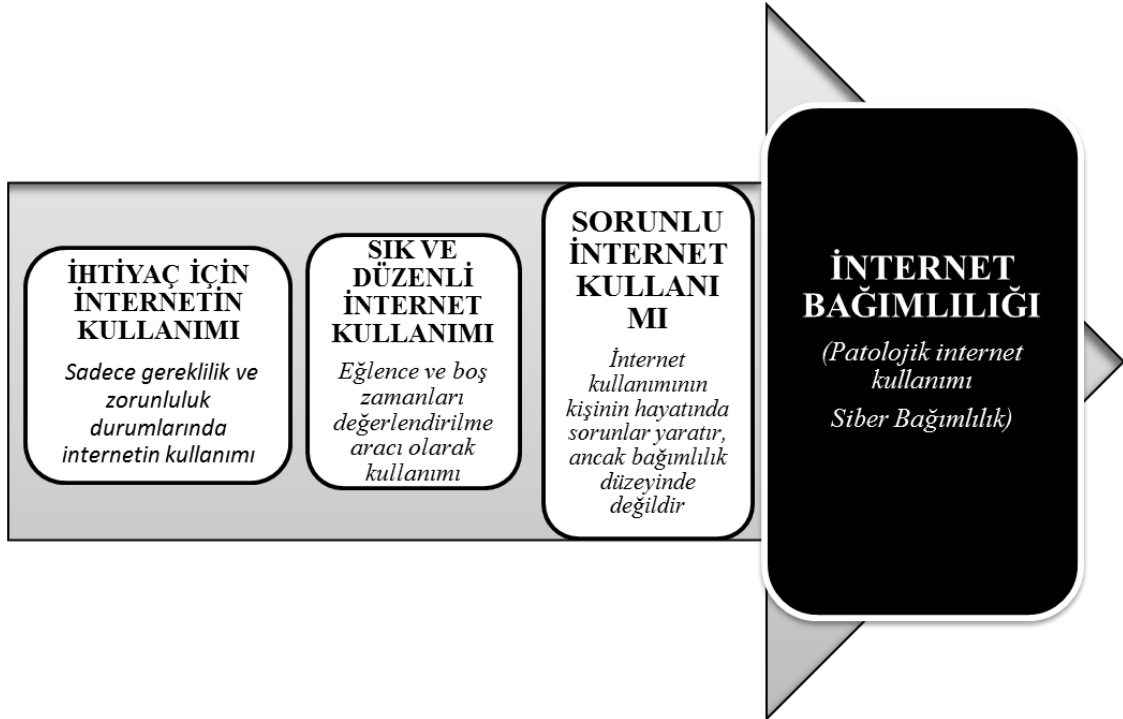 İHTİYAÇ İÇİN
İNTERNETİN
KULLANIMI
Sadece gereklilik ve
zorunluluk
durumlarında
internetin kullanımı
SIK VE
DÜZENLİ
İNTERNET
KULLANIMI
Eğlence ve boş
zamanları
değerlendirilme
aracı olarak
kullanımı
SORUNLU
İNTERNET
KULLANI
MI
İnternet
kullanımının
kişinin hayatında
sorunlar yaratır,
ancak bağımlılık
düzeyinde
değildir
İNTERNET
BAĞIMLILIĞI
(Patolojik internet
kullanımı
Siber Bağımlılık)